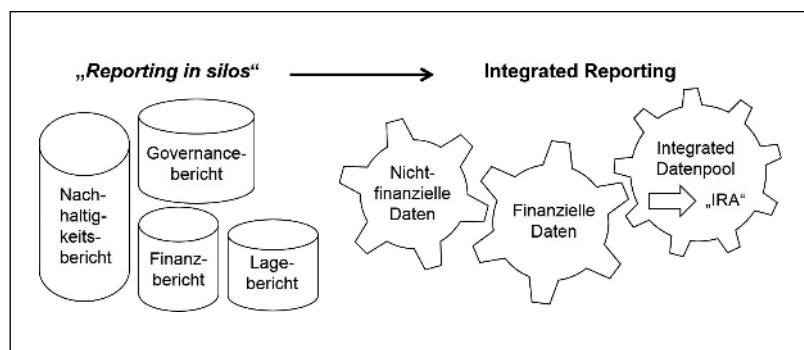 „Reporting in silos“
Integrated Reporting
Nach-
haltig-
keits-
bericht
Governance-
bericht
Finanz-
bericht
Lage-
bericht
Nicht-
finanzielle
Daten
Finanzielle
Daten
Integrated
Datenpool
„IRA“